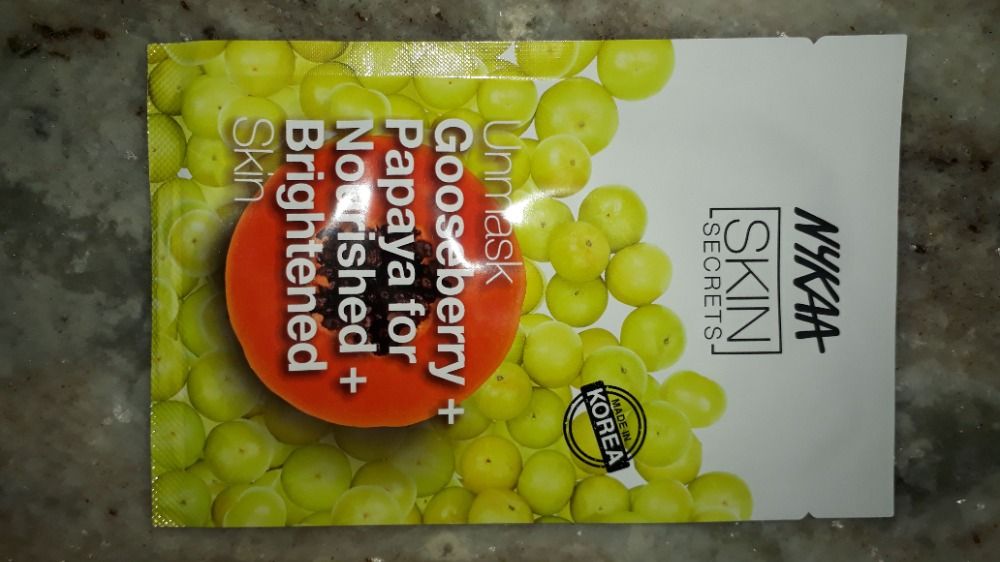 NYKAA
SKIN
SECRETS
MADE IN
KOREA
Unmask
Gooseberry +
Papaya for
Nourished +
Brightened
Skin